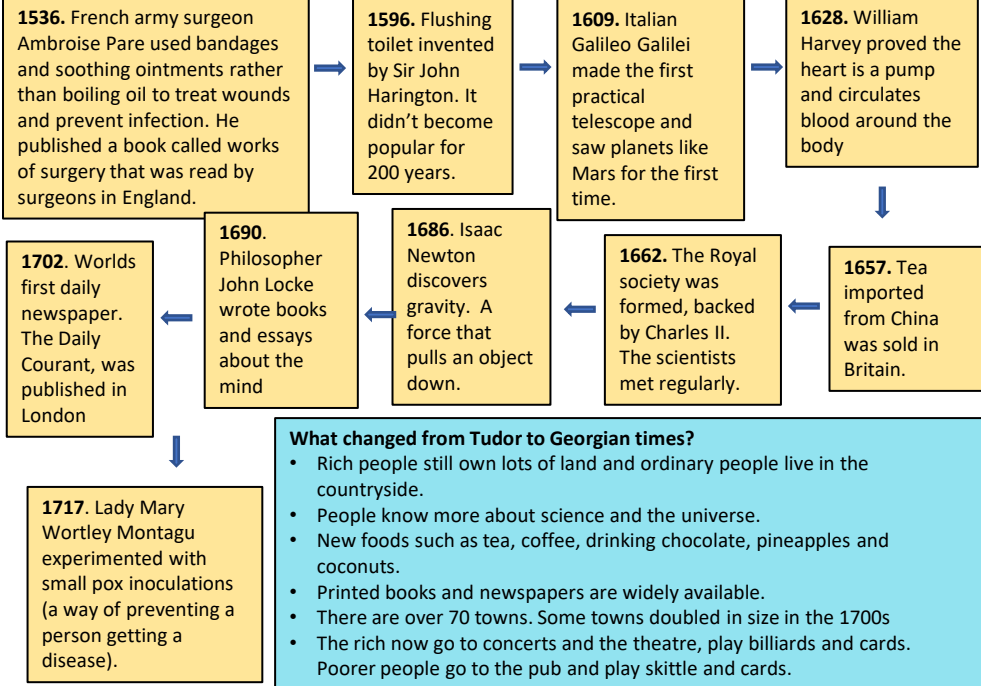 1536. French army surgeon
Ambroise Pare used bandages
and soothing ointments rather
than boiling oil to treat wounds
and prevent infection. He
published a book called works
of surgery that was read by
surgeons in England.
1596. Flushing
toilet invented
by Sir John
Harington. It
didn’t become
popular for
200 years.
1609. Italian
Galileo Galilei
made the first
practical
telescope and
saw planets like
Mars for the first
time.
1628. William
Harvey proved the
heart is a pump
and circulates
blood around the
body
1657. Tea
imported
from China
was sold in
Britain.
1662. The Royal
society was
formed, backed
by Charles II.
The scientists
met regularly.
1686. Isaac
Newton
discovers
gravity. A
force that
pulls an object
down.
1690.
Philosopher
John Locke
wrote books
and essays
about the
mind
1702. Worlds
first daily
newspaper.
The Daily
Courant, was
published in
London
1717. Lady Mary
Wortley Montagu
experimented with
small pox inoculations
(a way of preventing a
person getting a
disease).
What changed from Tudor to Georgian times?
• Rich people still own lots of land and ordinary people live in the
countryside.
• People know more about science and the universe.
• New foods such as tea, coffee, drinking chocolate, pineapples and
coconuts.
• Printed books and newspapers are widely available.
• There are over 70 towns. Some towns doubled in size in the 1700s
• The rich now go to concerts and the theatre, play billiards and cards.
Poorer people go to the pub and play skittle and cards.